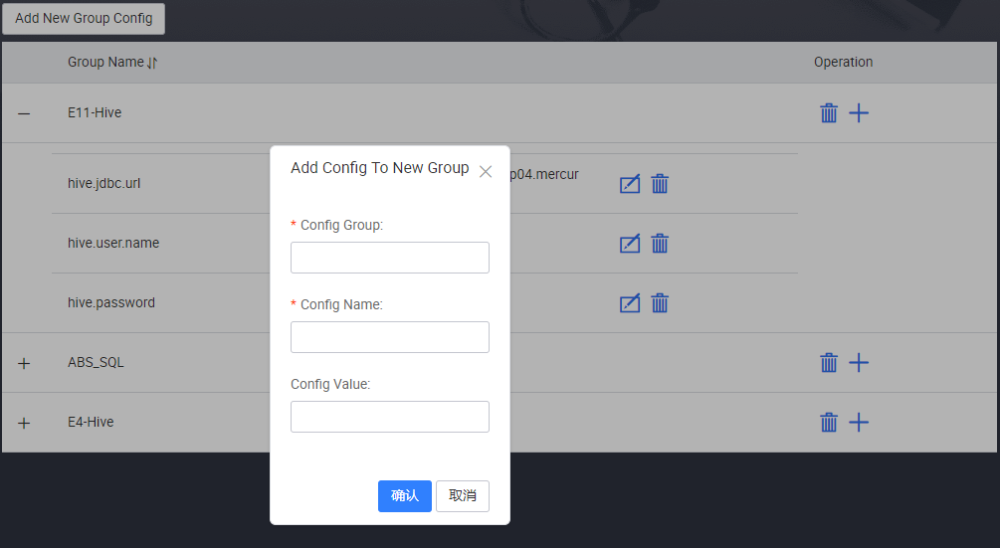 Add New Group Config
Group Name Operation
E11-Hive
Add Config To New Group
hive.jdbc.url p04.mercur
* Config Group:
hive.user.name
* Config Name:
hive.password
ABS_SQL
Config Value:
E4-Hive
确认 取消